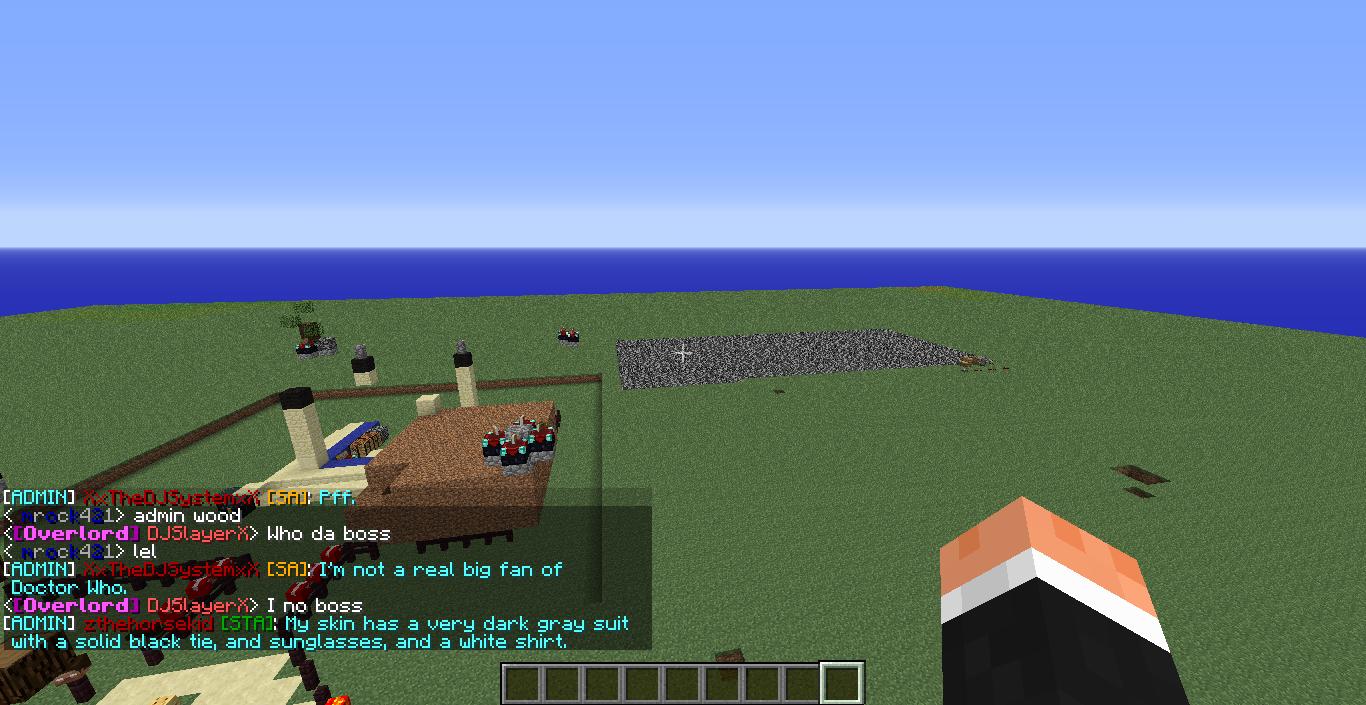 [ADMIN] XxTheDJSystemxX [SA]: Pff.
< mrock421> admin wood
<[Overlord] DJSlayerX> Who da boss
< mrock421> lel
[ADMIN] XxTheDJSystemxX [SA]: I'm not a real big fan of
Doctor Who.
<[Overlord] DJSlayerX> I no boss
[ADMIN] zthehorsekid [STA]: My skin has a very dark gray suit
with a solid black tie, and sunglasses, and a white shirt.